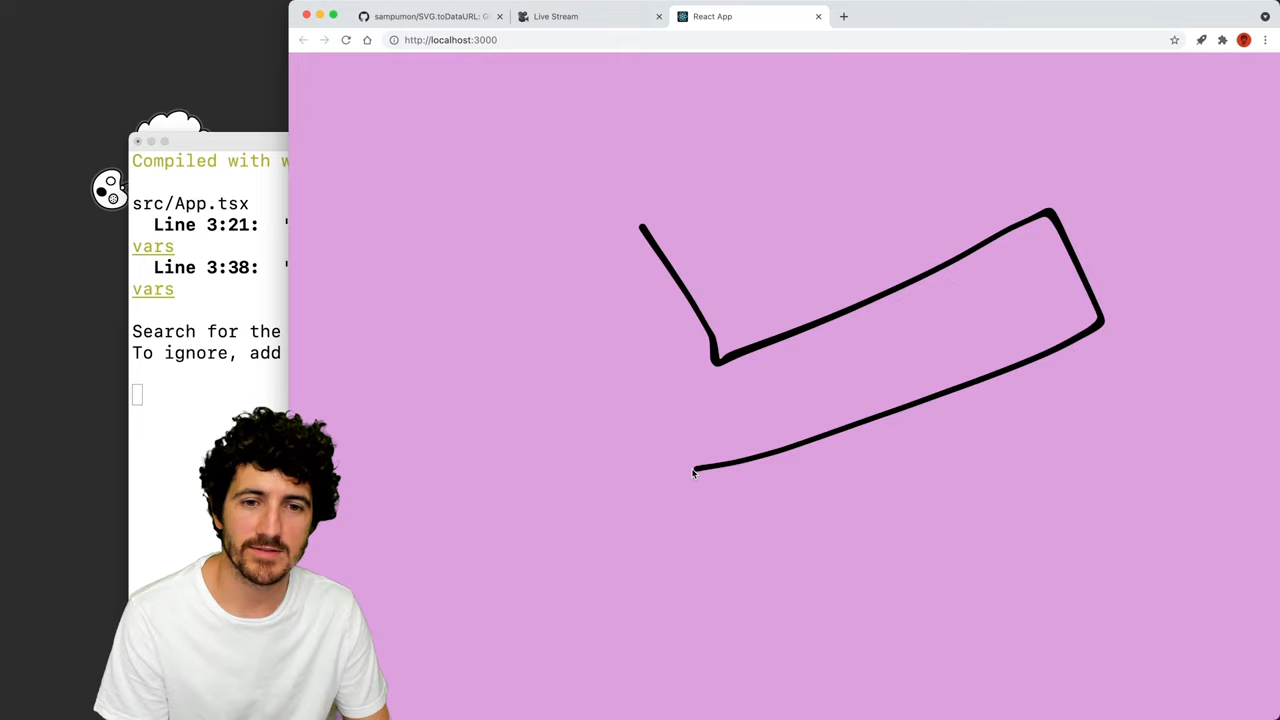 sampumon/SVG.toDataURL: G
Live Stream
React App
http://localhost:3000
Compiled with
src/App.tsx
Line 3:21: '
vars
Line 3:38: '
vars
Search for the
To ignore, add